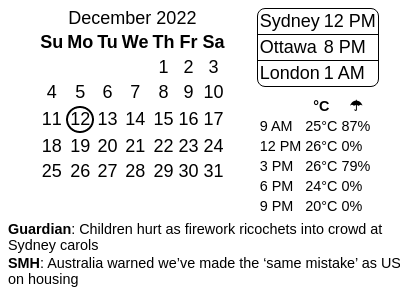 December 2022
Su Mo Tu We Th Fr Sa
1 2 3
4 5 6 7 8 9 10
11 12 13 14 15 16 17
18 19 20 21 22 23 24
25 26 27 28 29 30 31
Sydney 12 PM
Ottawa 8 PM
London 1 AM
°C ☂
9 AM 25°C 87%
12 PM 26°C 0%
3 PM 26°C 79%
6 PM 24°C 0%
9 PM 20°C 0%
Guardian: Children hurt as firework ricochets into crowd at
Sydney carols
SMH: Australia warned we’ve made the ‘same mistake’ as US
on housing